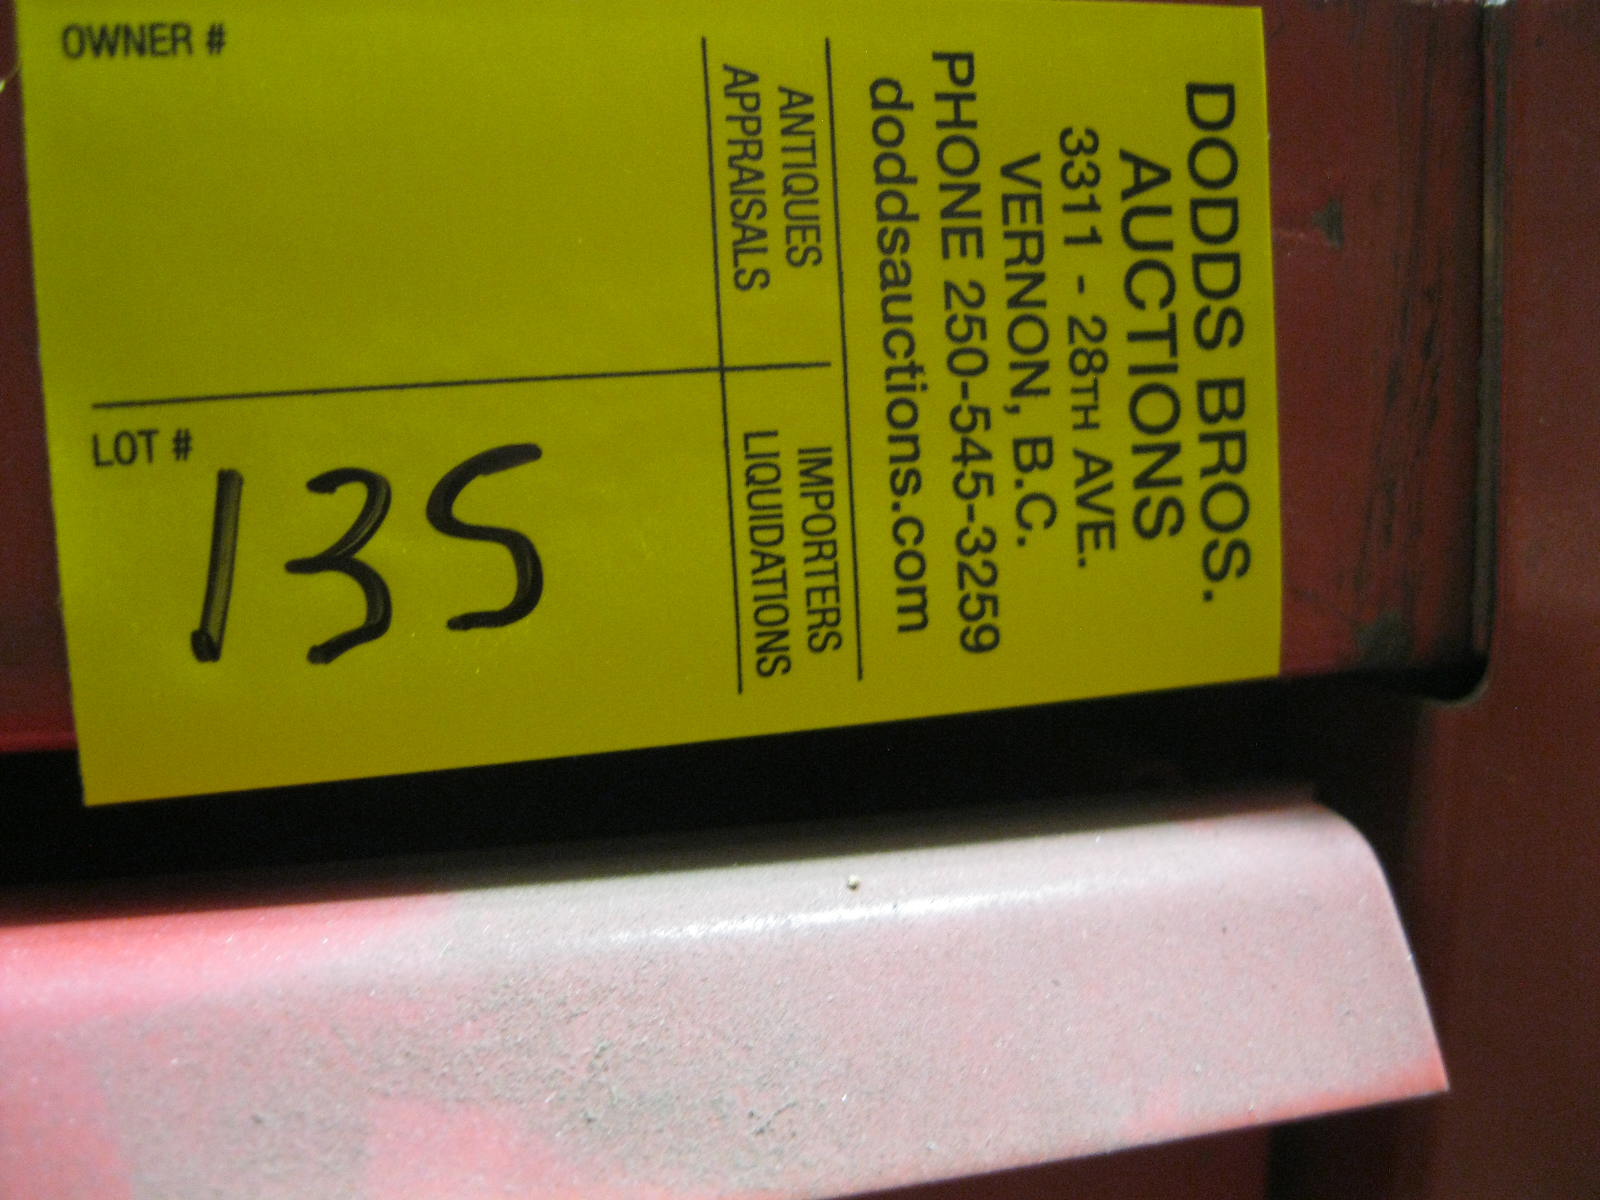 DODDS BROS.
AUCTIONS
3311 - 28TH AVE.
VERNON, B.C.
PHONE 250-545-3259
doddsauctions.com
ANTIQUES
APPRAISALS
IMPORTERS
LIQUIDATIONS
OWNER #
LOT #
135